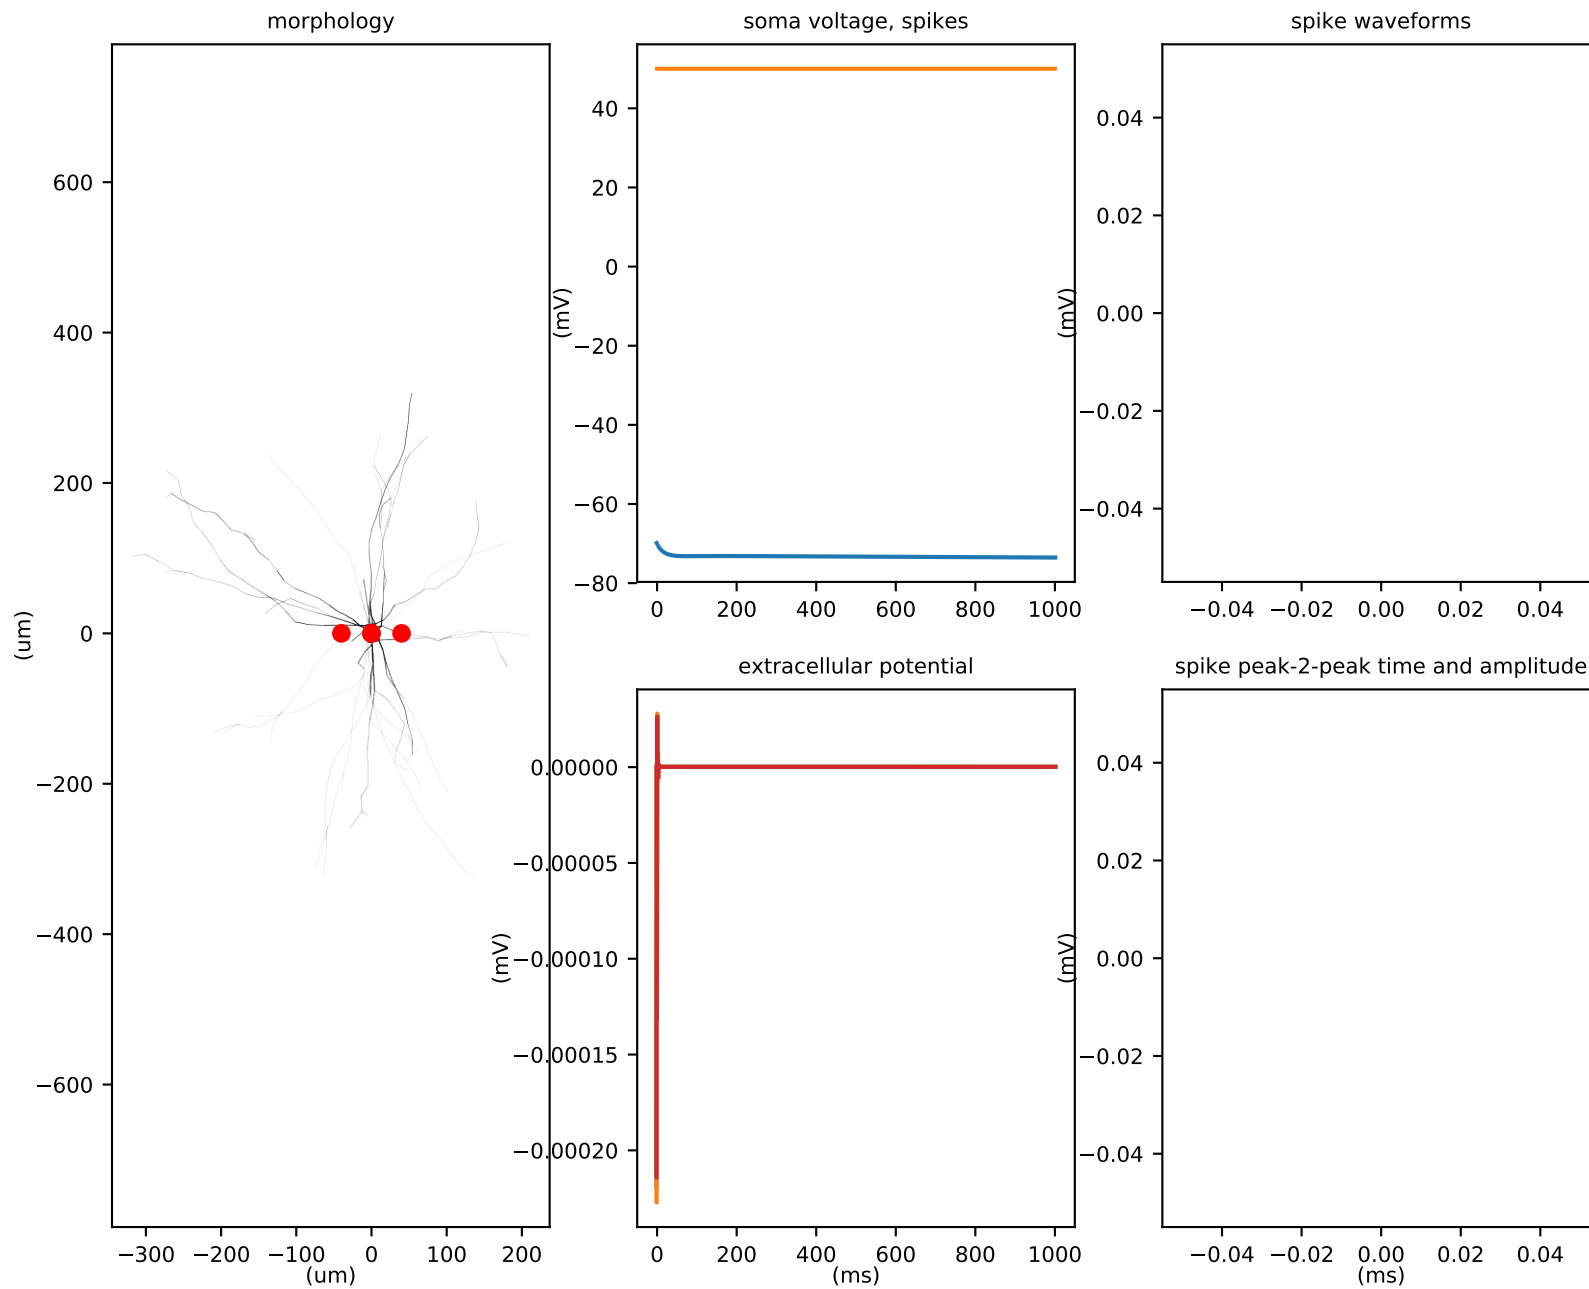 morphology
600
400
200
0
−200
−400
−600
(um)
−300 −200 −100 0 100 200
(um)
soma voltage, spikes
40
20
0
−20
−40
−60
−80
(mV)
0 200 400 600 800 1000
spike waveforms
0.04
0.02
0.00
−0.02
−0.04
(mV)
−0.04 −0.02 0.00 0.02 0.04
extracellular potential
0.00000
−0.00005
−0.00010
−0.00015
−0.00020
(mV)
0 200 400 600 800 1000
(ms)
spike peak-2-peak time and amplitude
0.04
0.02
0.00
−0.02
−0.04
(mV)
−0.04 −0.02 0.00 0.02 0.04
(ms)